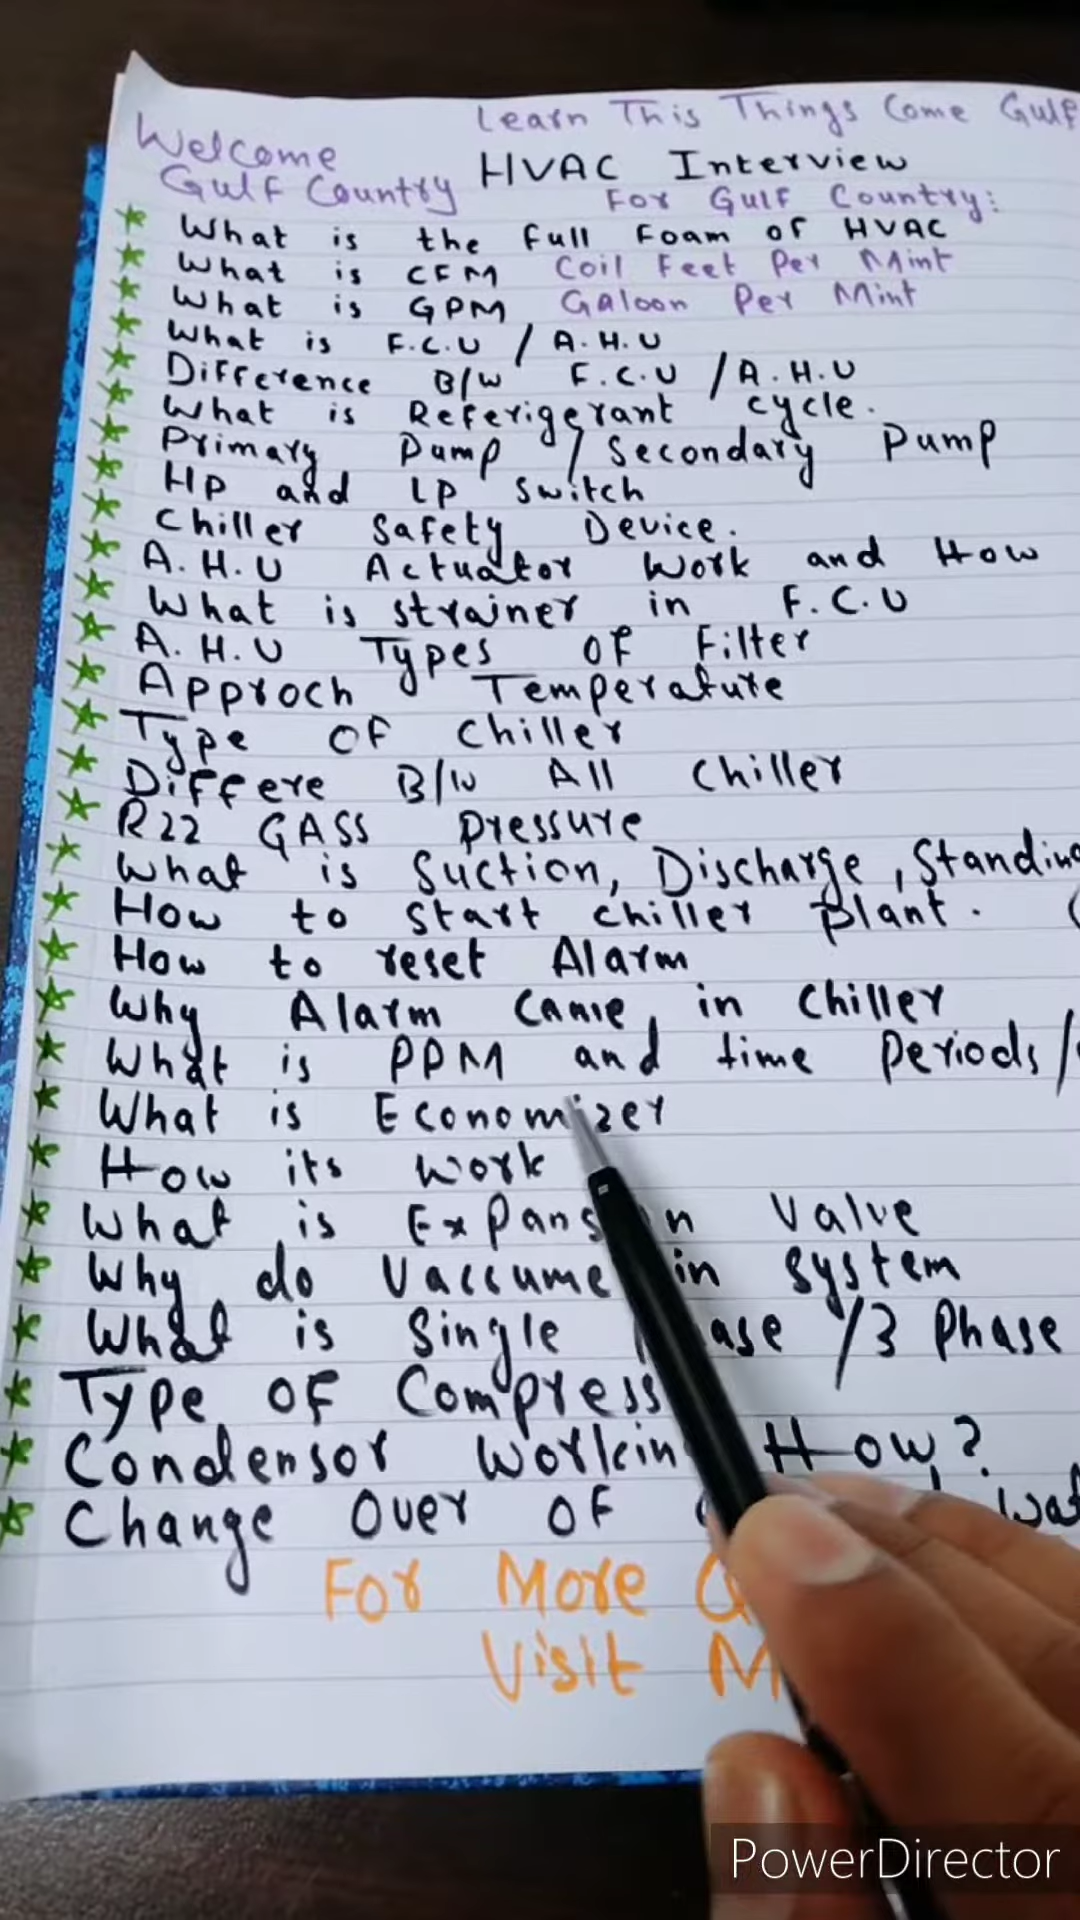 Learn This Things Come Gulf
Welcome
Gulf Country
HVAC Interview
For Gulf Country:
What is the full Foam of HVAC
What is CFM Coil Feet Per Mint
What is GPM Galoon Per Mint
What is F.C.U / A.H.U
Difference B/w F.C.U / A.H.U
What is Referigerant cycle.
Primary Pump / Secondary Pump
HP and LP Switch
Chiller Safety Device.
A.H.U Actuator Work and How
What is strainer in F.C.U
A.H.U Types of Filter
Approch Temperature
Type of Chiller
Differe B/w All Chiller
R22 GASS Pressure
What is Suction, Discharge, Standing
How to start chiller plant.
How to reset Alarm
Why Alarm Came in Chiller
What is PPM and time Periods/
What is Economizer
How its work
What is Expans n Value
Why do Vaccume in system
What is Single ase /3 Phase
Type of Compress
Condensor Workin How?
Change Over of
For More
Visit
PowerDirector